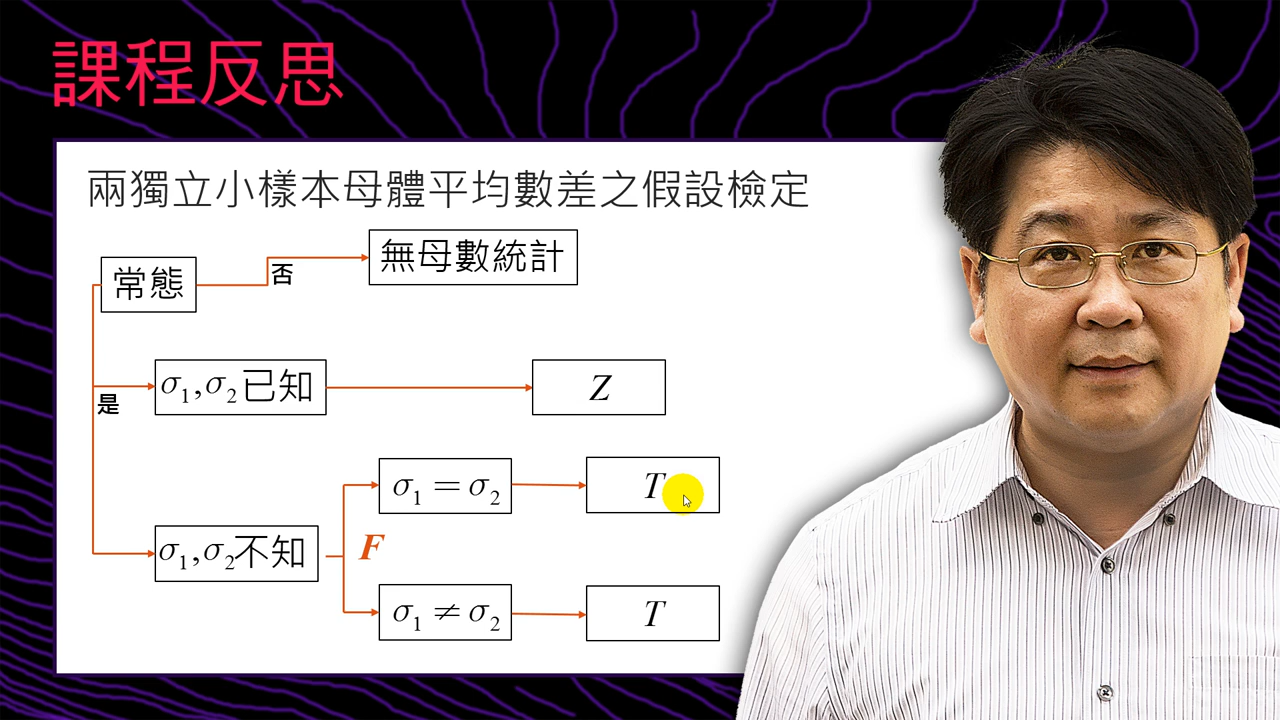 課程反思
兩獨立小樣本母體平均數差之假設檢定
常態
否
無母數統計
是
σ₁,σ₂已知
Z
σ₁,σ₂不知
F
σ₁ = σ₂
T
σ₁ ≠ σ₂
T